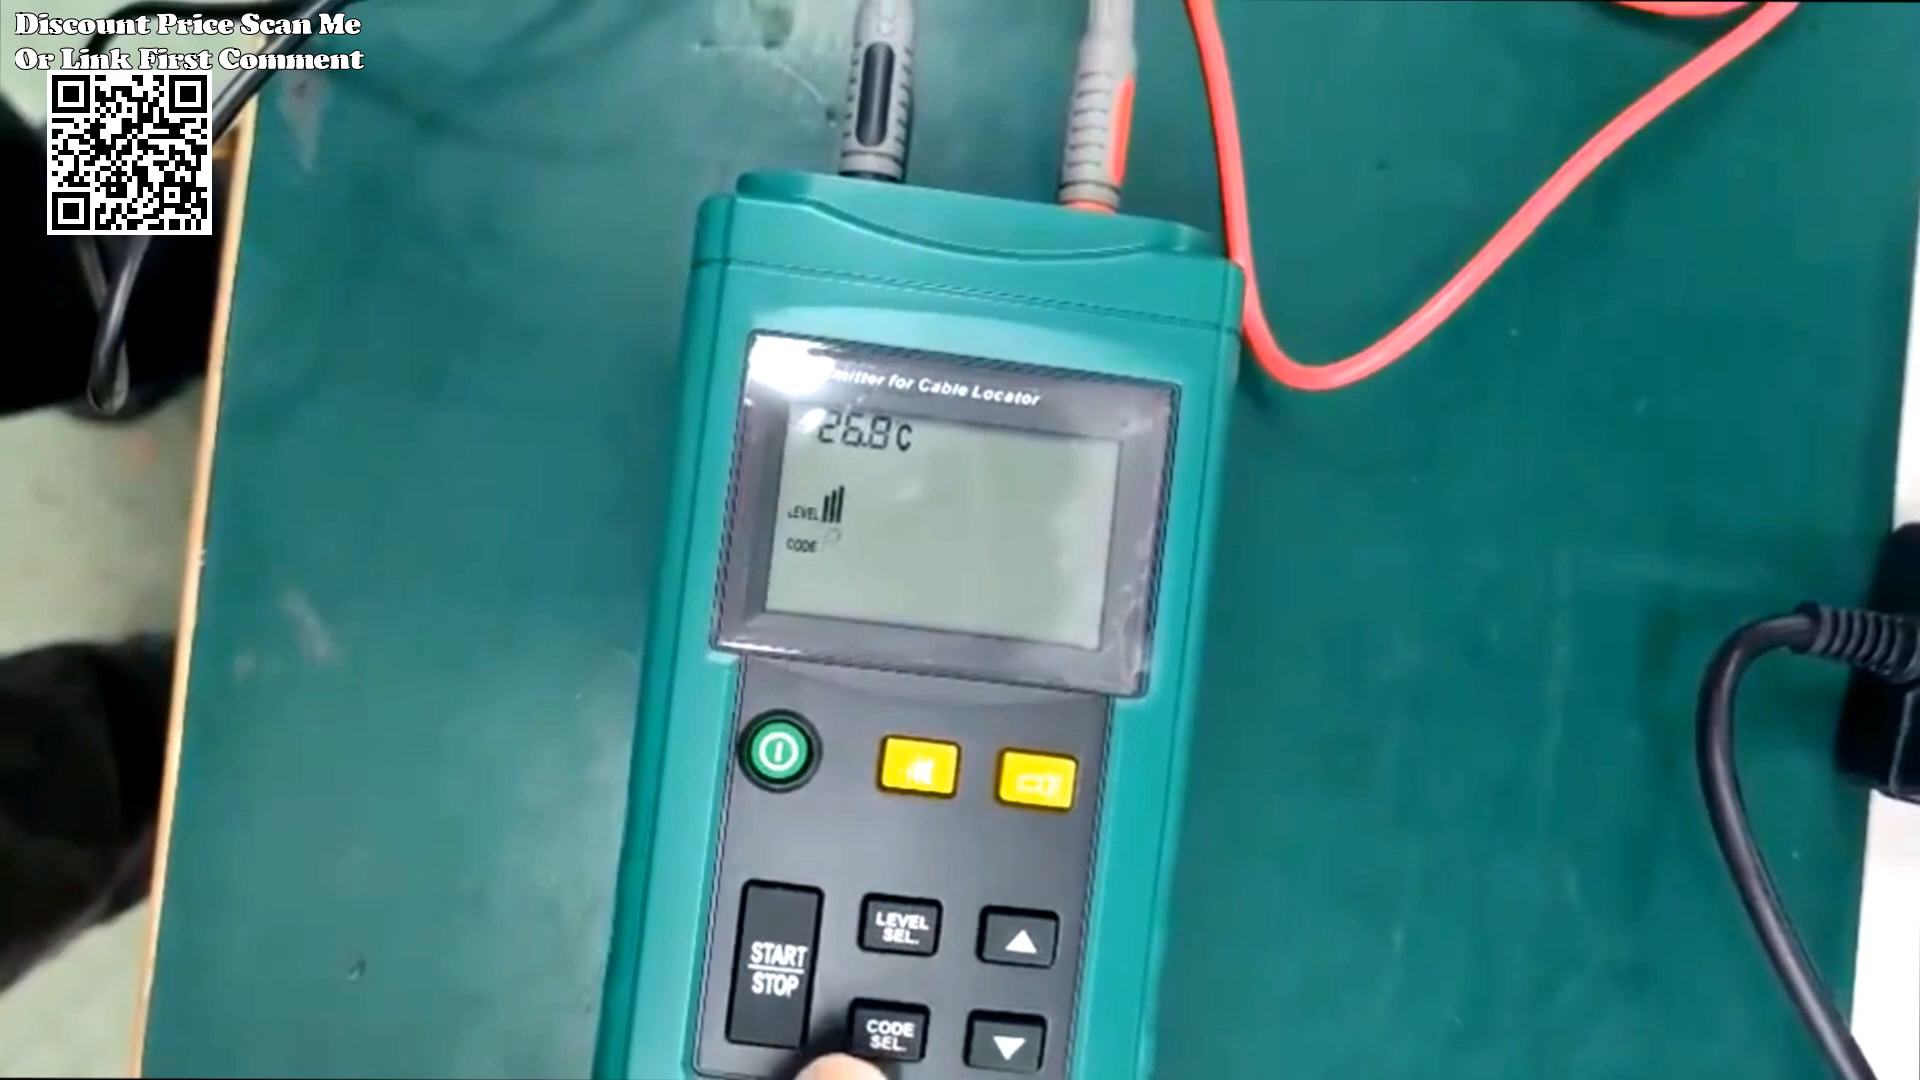 Discount Price Scan Me
Or Link First Comment
for Cable Locator
26.8°C
LEVEL
CODE
LEVEL
SEL.
START
STOP
CODE
SEL.